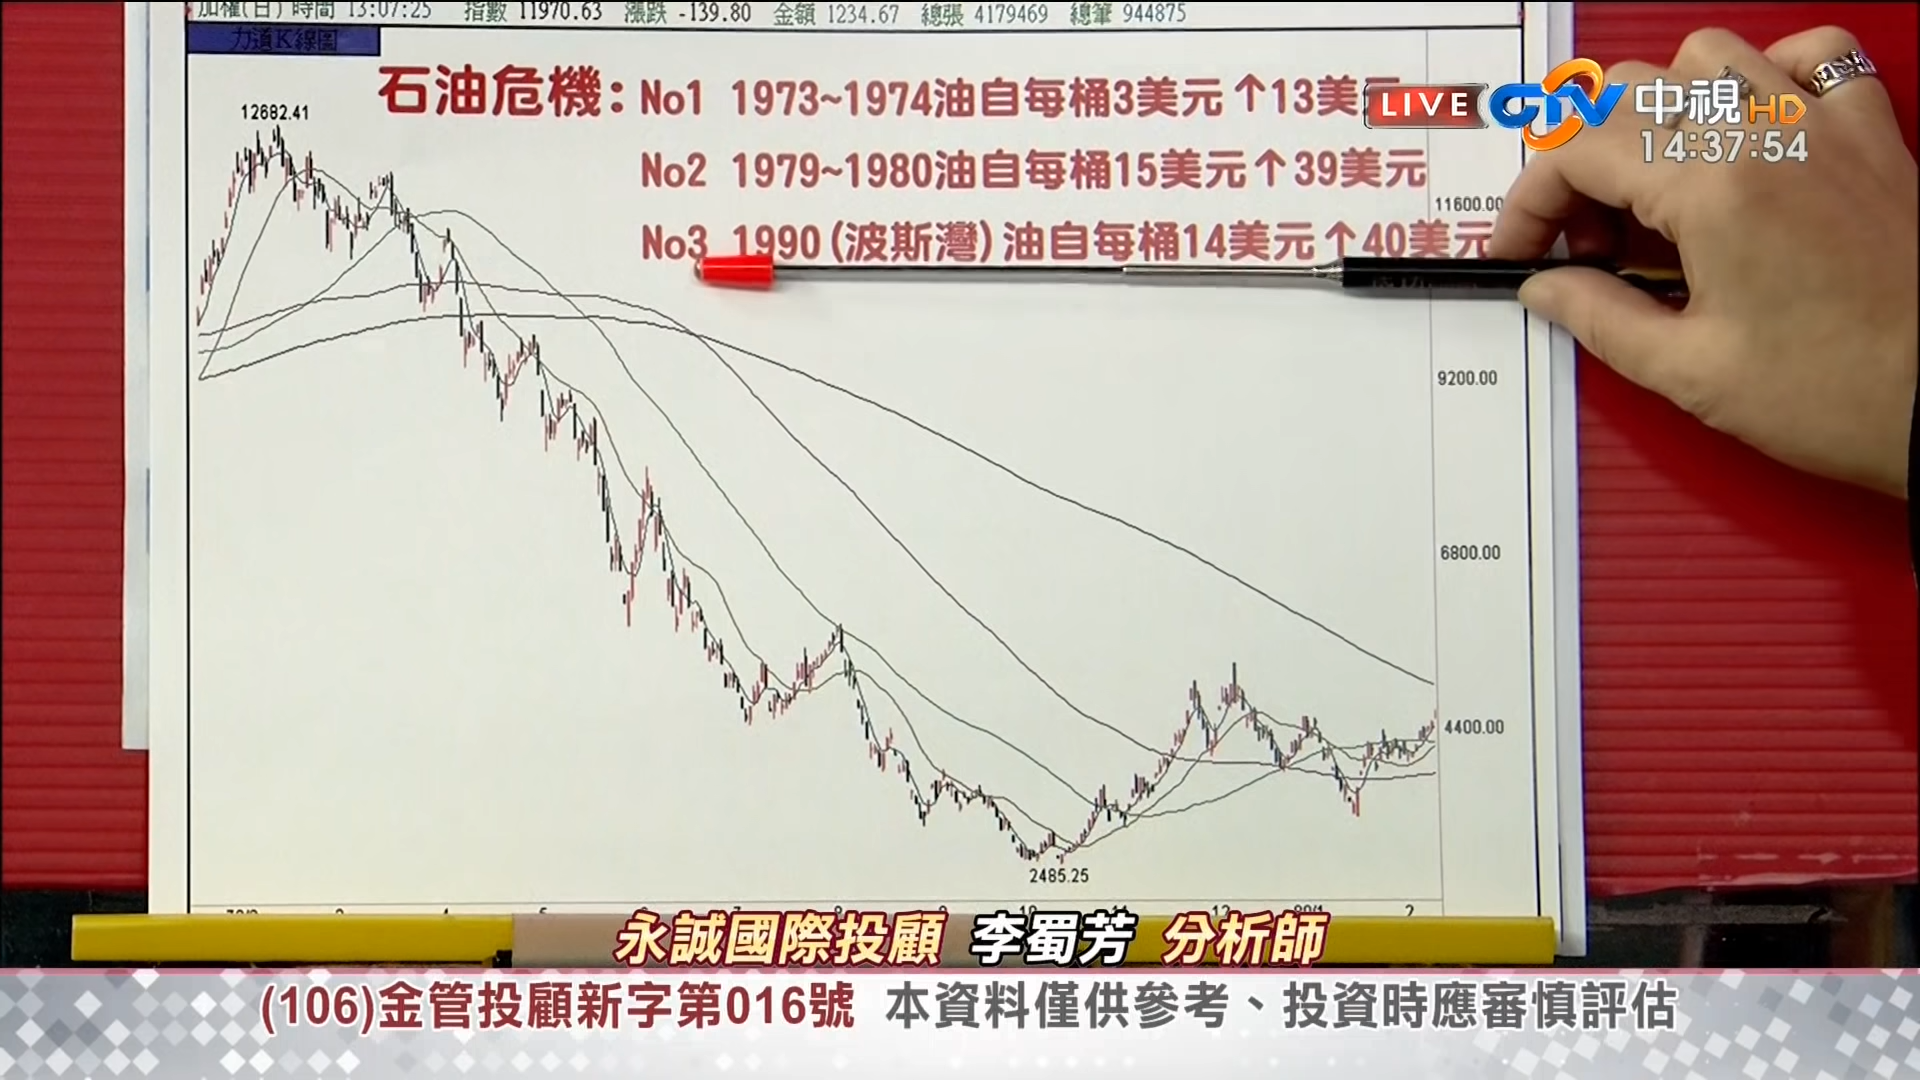 加權(日) 時間 13:07:25 指數 11970.63 漲跌 -139.80 金額 1234.67 總張 4179469 總筆 944875
力道K線圖
石油危機：No1 1973~1974油自每桶3美元↑13美
No2 1979~1980油自每桶15美元↑39美元
No3 1990(波斯灣)油自每桶14美元↑40美元
LIVE CTV 中視HD
14:37:54
12682.41
11600.00
9200.00
6800.00
4400.00
2485.25
永誠國際投顧 李蜀芳 分析師
(106)金管投顧新字第016號 本資料僅供參考、投資時應審慎評估